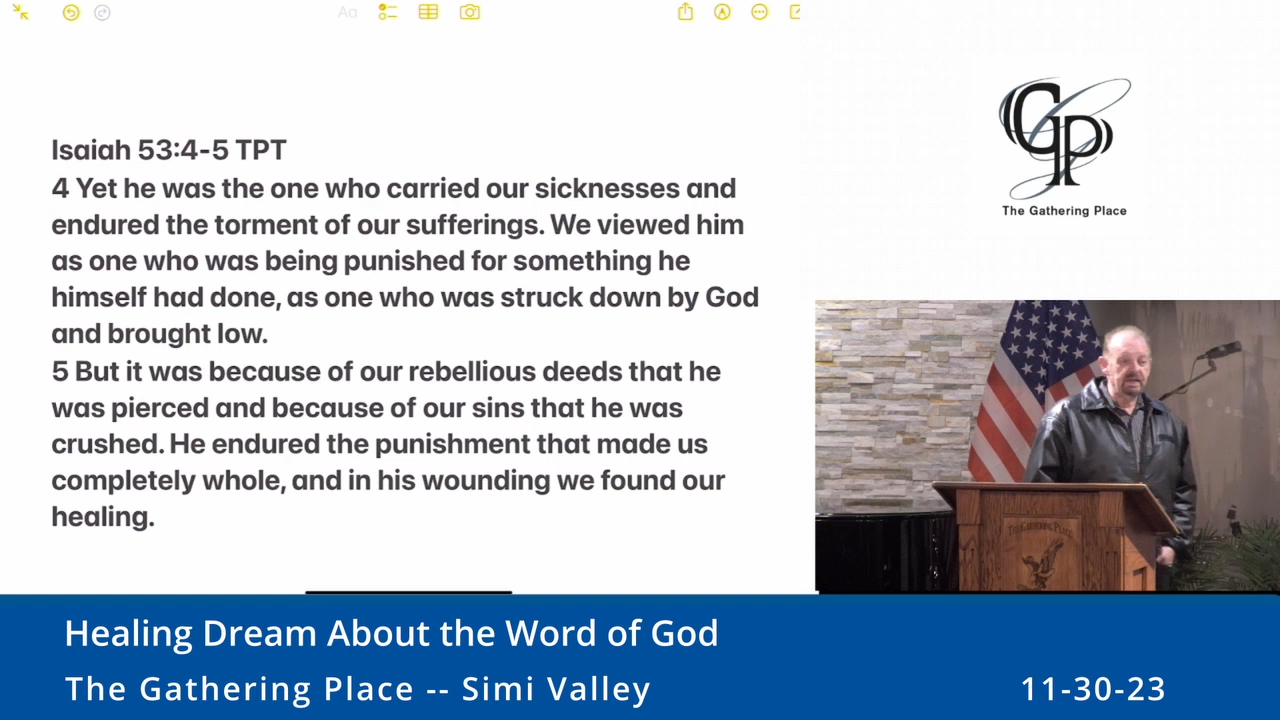 Aa
Isaiah 53:4-5 TPT
4 Yet he was the one who carried our sicknesses and
endured the torment of our sufferings. We viewed him
as one who was being punished for something he
himself had done, as one who was struck down by God
and brought low.
5 But it was because of our rebellious deeds that he
was pierced and because of our sins that he was
crushed. He endured the punishment that made us
completely whole, and in his wounding we found our
healing.
GP
The Gathering Place
The Gathering Place
Healing Dream About the Word of God
The Gathering Place -- Simi Valley
11-30-23